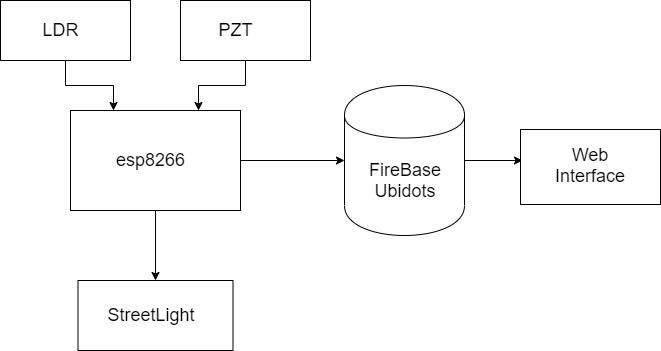 LDR
PZT
esp8266
FireBase
Ubidots
Web
Interface
StreetLight